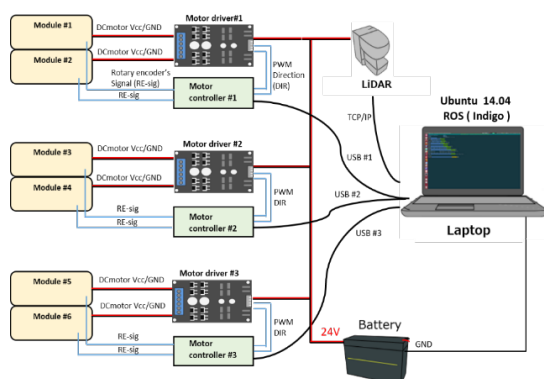 Module #1
DCmotor Vcc/GND
Motor driver#1
Module #2
DCmotor Vcc/GND
Rotary encoder's
Signal (RE-sig)
RE-sig
Motor
controller #1
PWM
Direction
(DIR)
LiDAR
TCP/IP
Ubuntu 14.04
ROS ( Indigo )
Laptop
USB #1
USB #2
USB #3
Module #3
DCmotor Vcc/GND
Motor driver #2
Module #4
DCmotor Vcc/GND
RE-sig
RE-sig
Motor
controller #2
PWM
DIR
Module #5
DCmotor Vcc/GND
Motor driver #3
Module #6
DCmotor Vcc/GND
RE-sig
RE-sig
Motor
controller #3
PWM
DIR
24V
Battery
GND